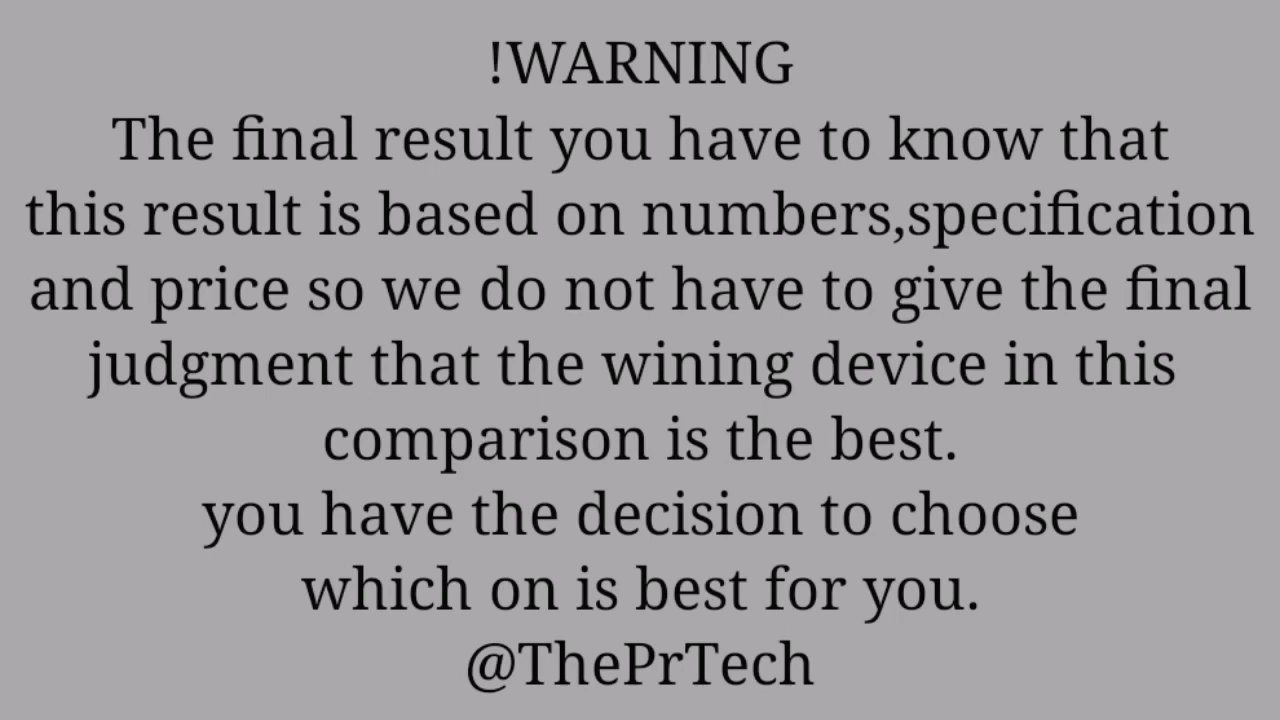 !WARNING
The final result you have to know that
this result is based on numbers,specification
and price so we do not have to give the final
judgment that the wining device in this
comparison is the best.
you have the decision to choose
which on is best for you.
@ThePrTech